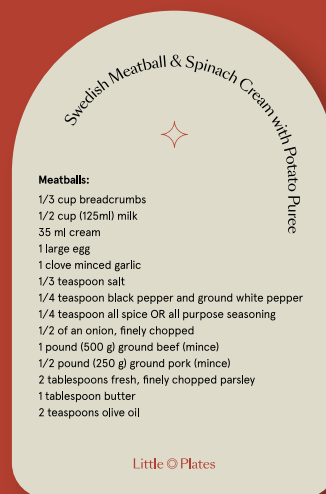 Swedish Meatball & Spinach Cream with Potato Puree
Meatballs:
1/3 cup breadcrumbs
1/2 cup (125ml) milk
35 ml cream
1 large egg
1 clove minced garlic
1/3 teaspoon salt
1/4 teaspoon black pepper and ground white pepper
1/4 teaspoon all spice OR all purpose seasoning
1/2 of an onion, finely chopped
1 pound (500 g) ground beef (mince)
1/2 pound (250 g) ground pork (mince)
2 tablespoons fresh, finely chopped parsley
1 tablespoon butter
2 teaspoons olive oil
Little Plates